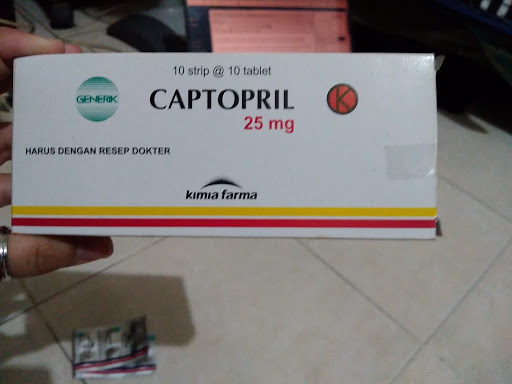 10 strip @ 10 tablet
GENERIK
CAPTOPRIL
K
25 mg
HARUS DENGAN RESEP DOKTER
kimia farma